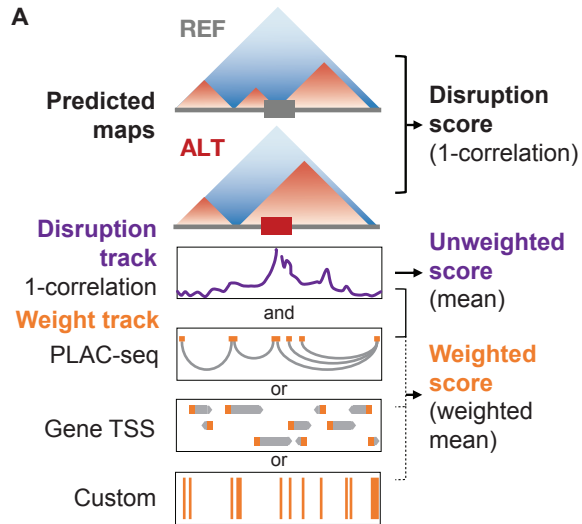 A
REF
Predicted
maps
Disruption
score
(1-correlation)
ALT
Disruption
track
1-correlation
Unweighted
score
(mean)
and
Weight track
PLAC-seq
Weighted
score
(weighted
mean)
or
Gene TSS
or
Custom